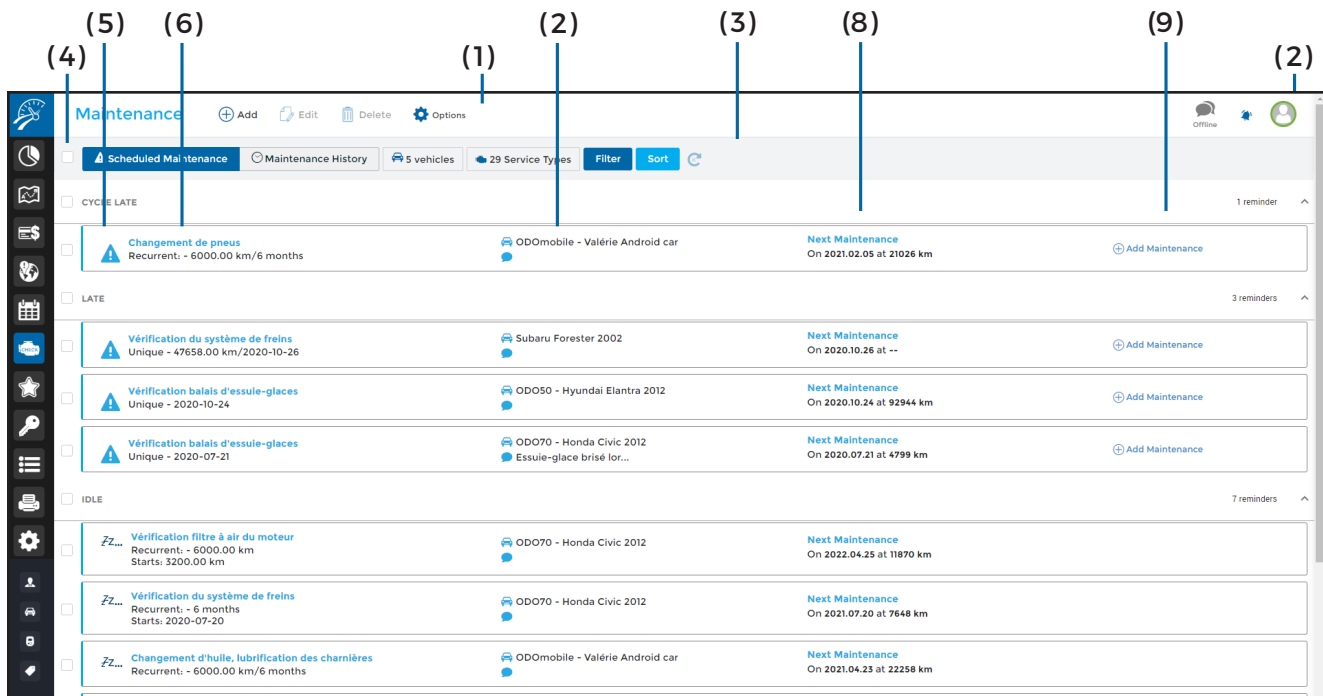 (5) (6) (2) (3) (8) (9)
(4) (1) (2)
Maintenance Add Edit Delete Options Offline
Scheduled Maintenance Maintenance History 5 vehicles 29 Service Types Filter Sort
CYCLE LATE 1 reminder
Changement de pneus ODOmobile - Valérie Android car Next Maintenance
Recurrent: - 6000.00 km/6 months On 2021.02.05 at 21026 km Add Maintenance
LATE 3 reminders
CHECK
Vérification du système de freins Subaru Forester 2002 Next Maintenance
Unique - 47658.00 km/2020-10-26 On 2020.10.26 at -- Add Maintenance
Vérification balais d'essuie-glaces ODO50 - Hyundai Elantra 2012 Next Maintenance
Unique - 2020-10-24 On 2020.10.24 at 92944 km Add Maintenance
Vérification balais d'essuie-glaces ODO70 - Honda Civic 2012 Next Maintenance
Unique - 2020-07-21 Essuie-glace brisé lor... On 2020.07.21 at 4799 km Add Maintenance
IDLE 7 reminders
zz... Vérification filtre à air du moteur ODO70 - Honda Civic 2012 Next Maintenance
Recurrent: - 6000.00 km On 2022.04.25 at 11870 km
Starts: 3200.00 km
zz... Vérification du système de freins ODO70 - Honda Civic 2012 Next Maintenance
Recurrent: - 6 months On 2021.07.20 at 7648 km
Starts: 2020-07-20
zz... Changement d'huile, lubrification des charnières ODOmobile - Valérie Android car Next Maintenance
Recurrent: - 6000.00 km/6 months On 2021.04.23 at 22258 km